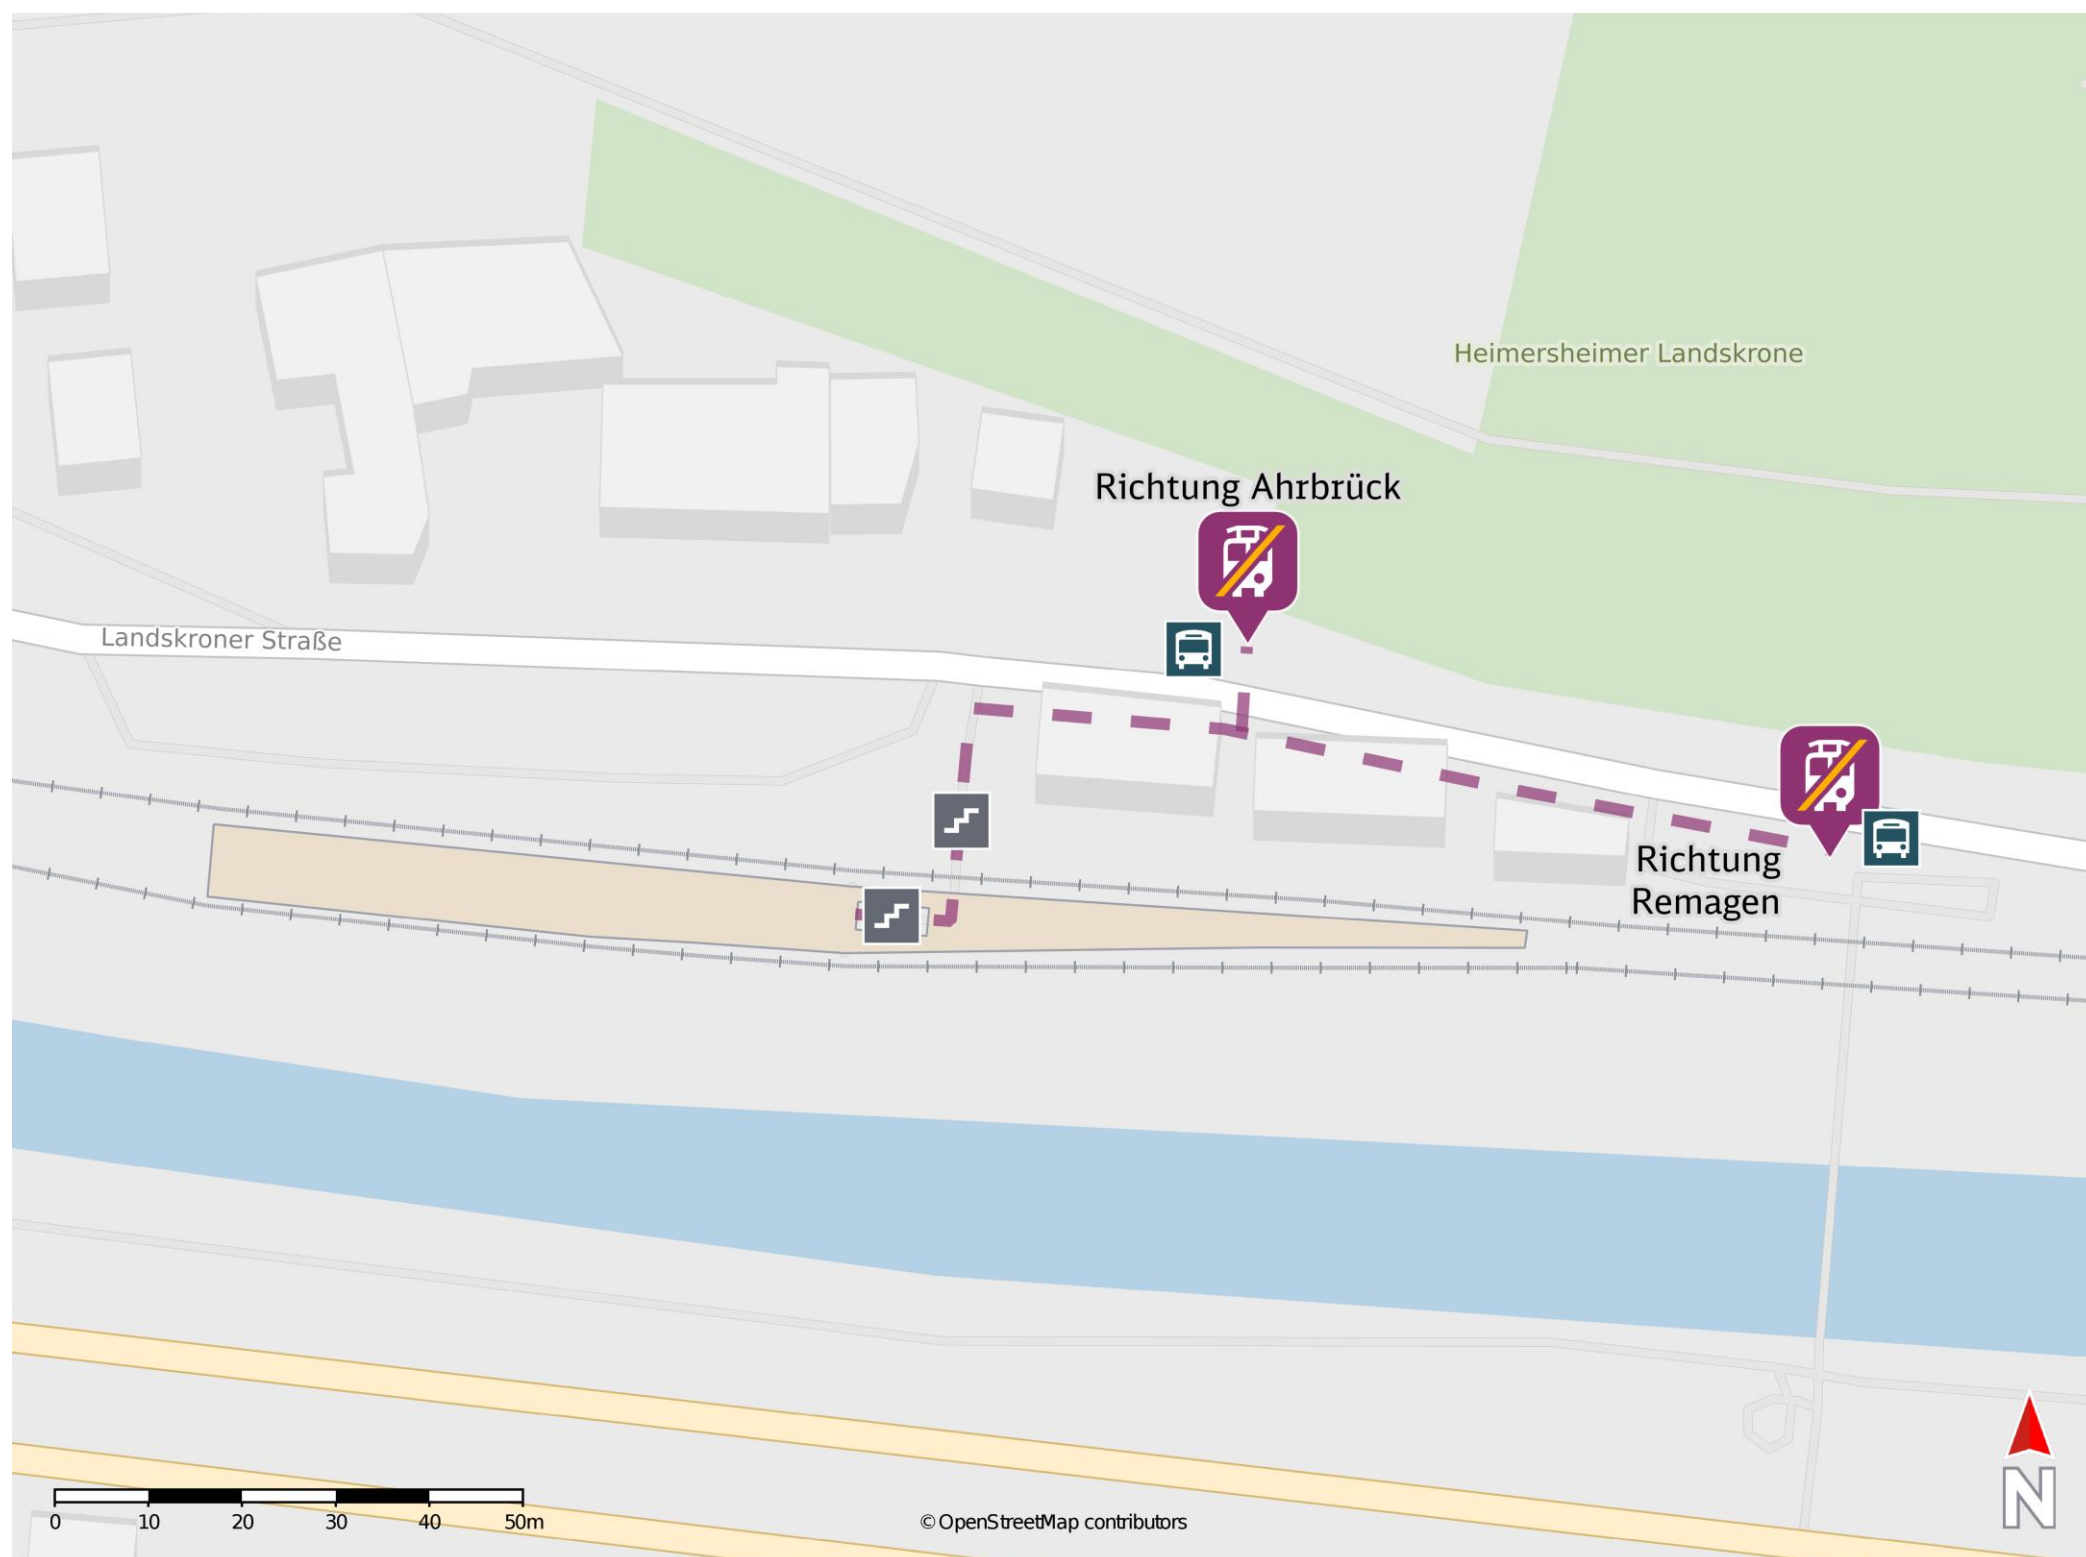 Heimersheimer Landskrone
Richtung Ahrbrück
Landskroner Straße
Richtung
Remagen
N
0 10 20 30 40 50m
© OpenStreetMap contributors